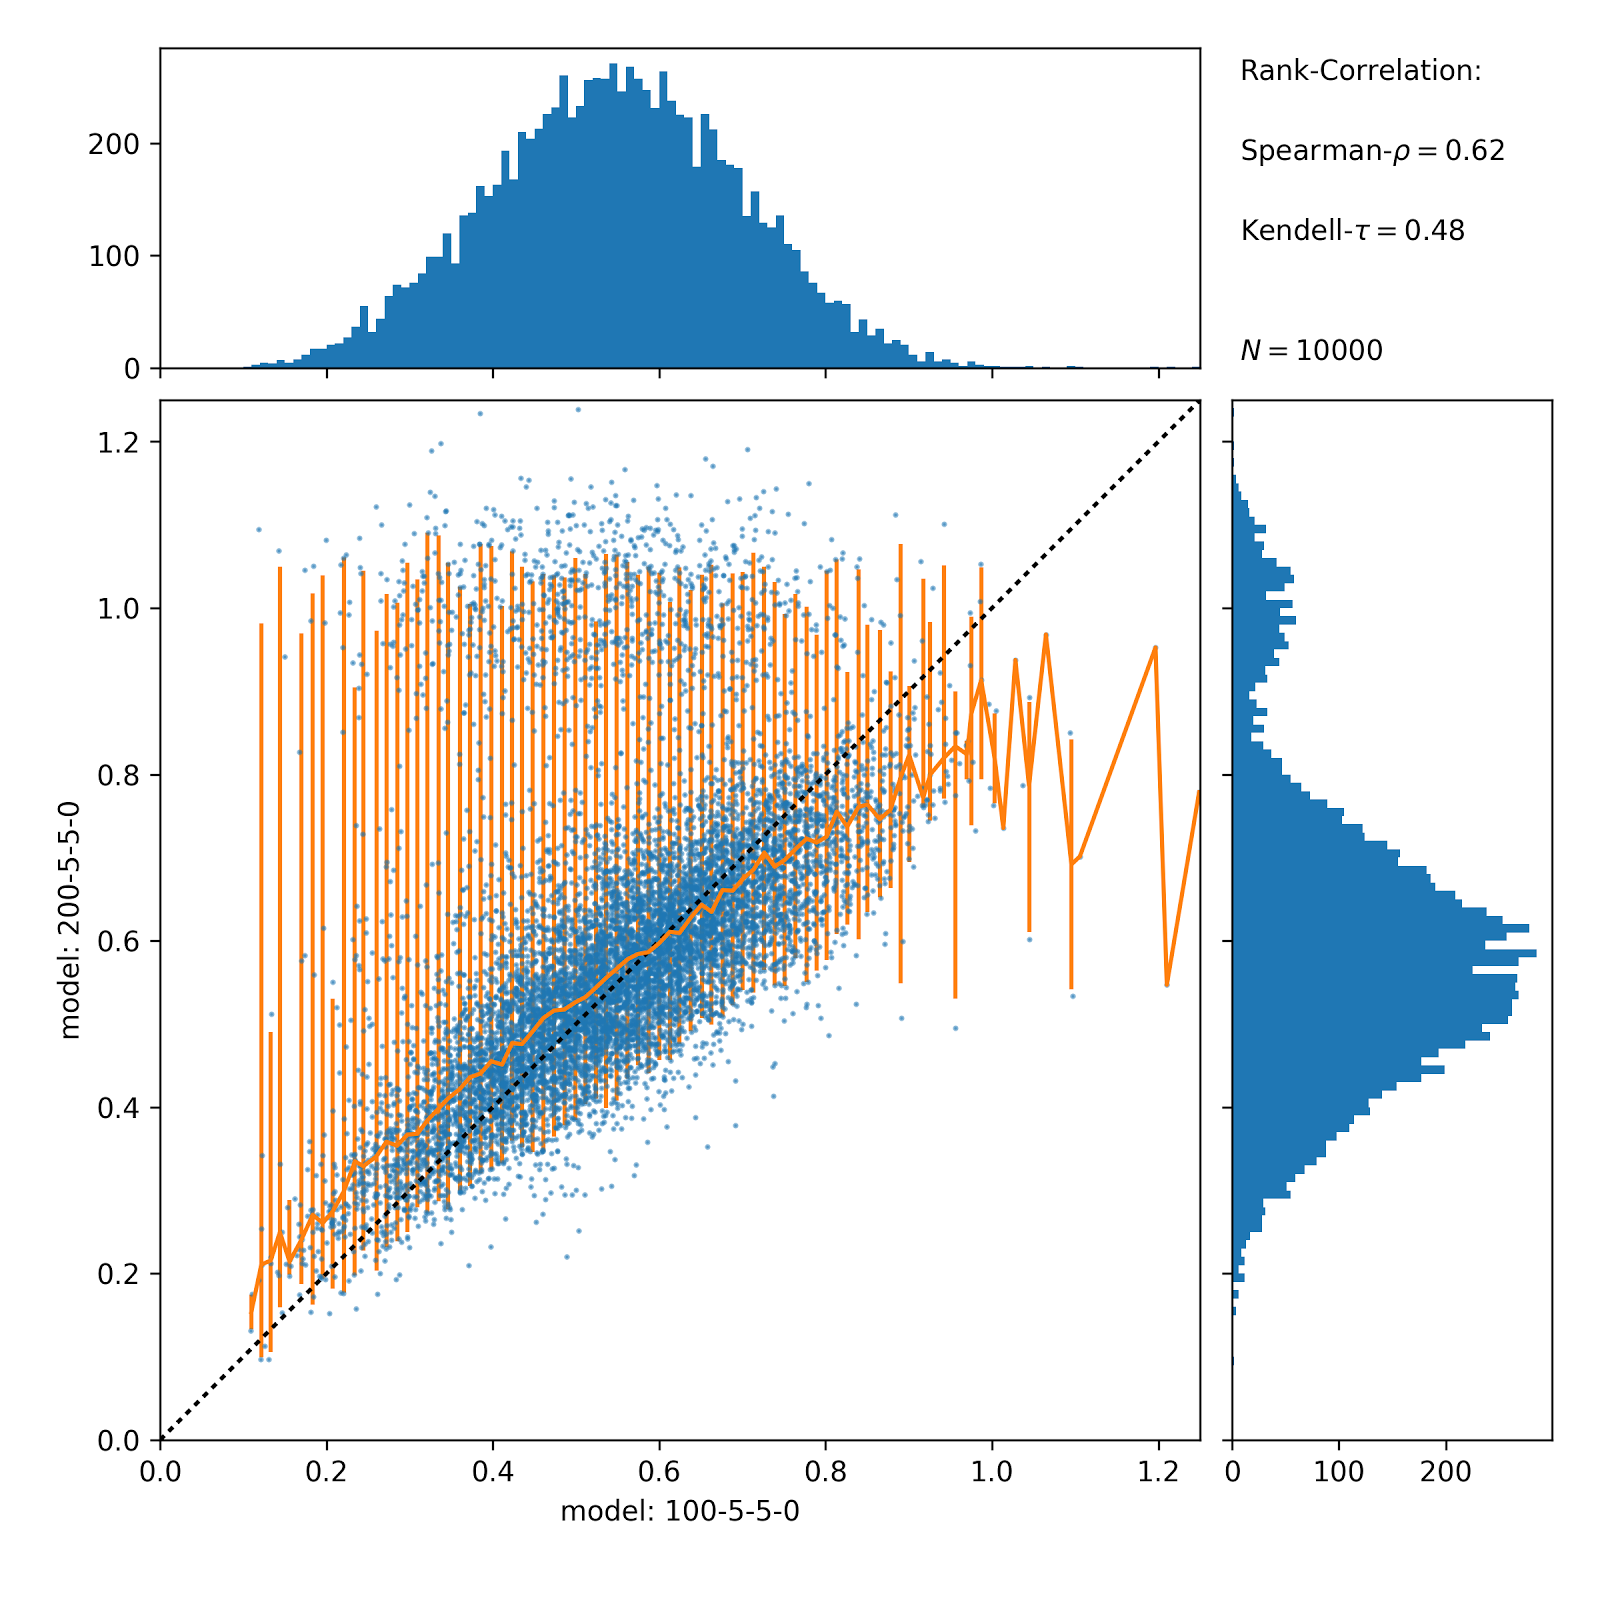 200
100
0
Rank-Correlation:
Spearman-ρ = 0.62
Kendell-τ = 0.48
N = 10000
1.2
1.0
0.8
0.6
0.4
0.2
0.0
model: 200-5-5-0
0.0 0.2 0.4 0.6 0.8 1.0 1.2
model: 100-5-5-0
0 100 200